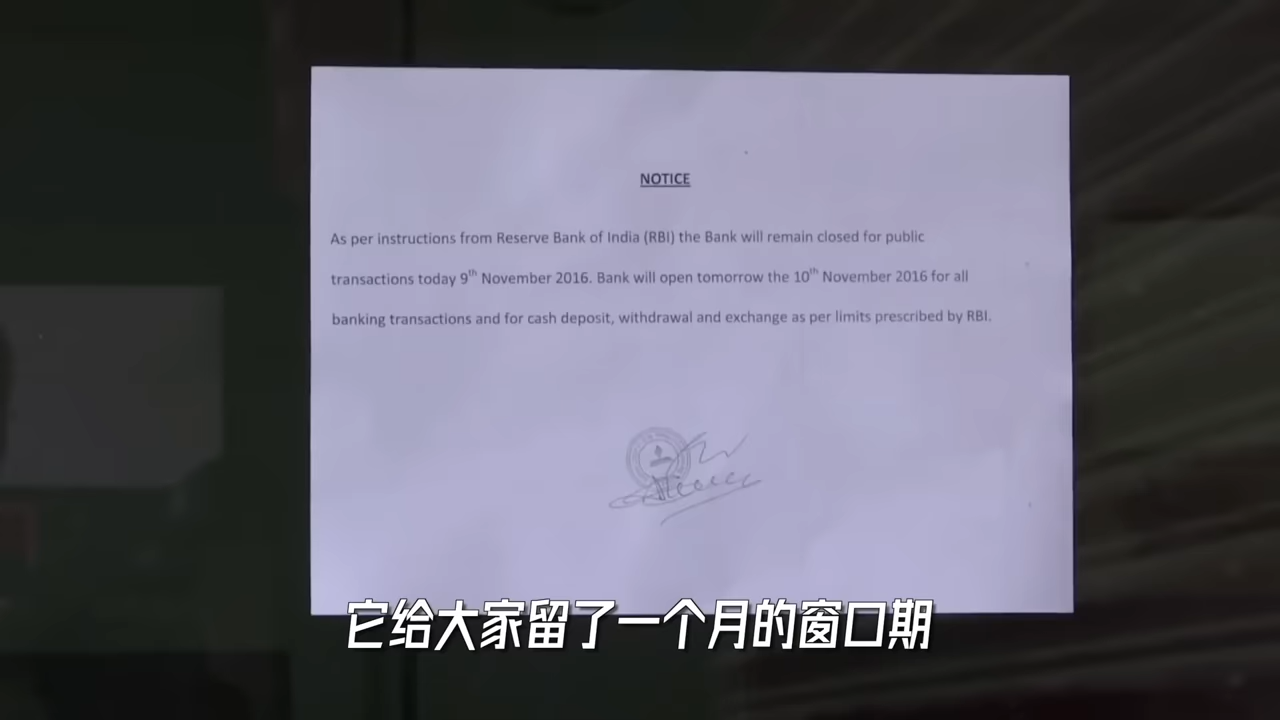 NOTICE
As per instructions from Reserve Bank of India (RBI) the Bank will remain closed for public
transactions today 9th November 2016. Bank will open tomorrow the 10th November 2016 for all
banking transactions and for cash deposit, withdrawal and exchange as per limits prescribed by RBI.
它给大家留了一个月的窗口期